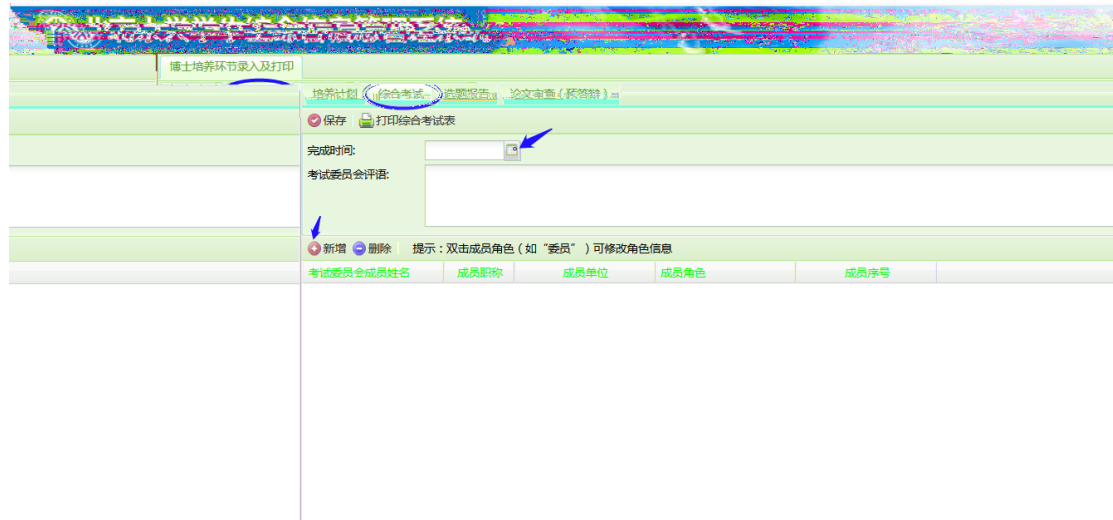 博士培养环节录入及打印
培养计划 综合考试 选题报告 论文审查(预答辩)
保存 打印综合考试表
完成时间:
考试委员会评语:
新增 删除 提示：双击成员角色(如“委员”)可修改角色信息
考试委员会成员姓名 成员职称 成员单位 成员角色 成员序号